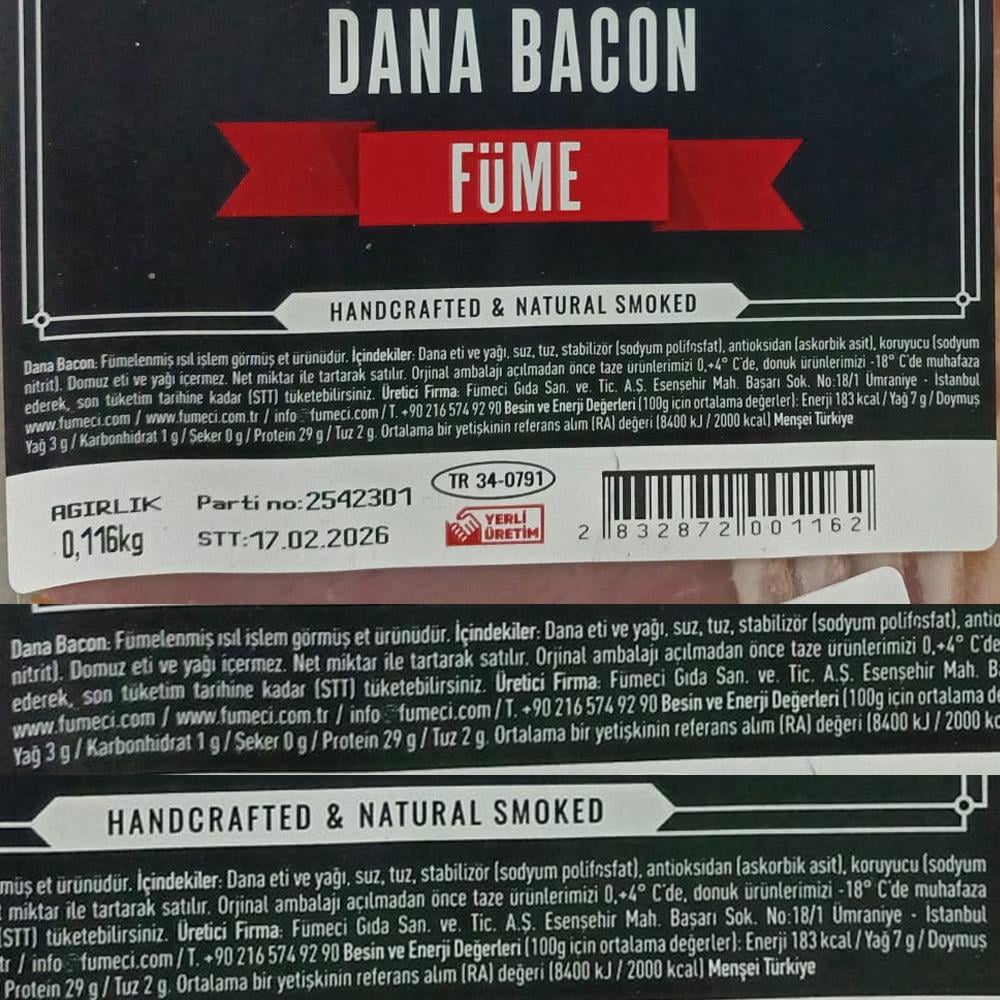 DANA BACON
FÜME
HANDCRAFTED & NATURAL SMOKED
Dana Bacon: Fümelenmiş ısıl işlem görmüş et ürünüdür. İçindekiler: Dana eti ve yağı, suz, tuz, stabilizör (sodyum polifosfat), antioksidan (askorbik asit), koruyucu (sodyum
nitrit). Domuz eti ve yağı içermez. Net miktar ile tartarak satılır. Orjinal ambalajı açılmadan önce taze ürünlerimizi 0,+4° C'de, donuk ürünlerimizi -18° C'de muhafaza
ederek, son tüketim tarihine kadar (STT) tüketebilirsiniz. Üretici Firma: Fümeci Gıda San. ve. Tic. A.Ş. Esenşehir Mah. Başarı Sok. No:18/1 Ümraniye - İstanbul
www.fumeci.com / www.fumeci.com.tr / info fumeci.com / T. +90 216 574 92 90 Besin ve Enerji Değerleri (100g için ortalama değerler): Enerji 183 kcal / Yağ 7 g / Doymuş
Yağ 3 g / Karbonhidrat 1 g / Şeker 0 g / Protein 29 g / Tuz 2 g. Ortalama bir yetişkinin referans alım (RA) değeri (8400 kJ / 2000 kcal) Menşei Türkiye
AGIRLIK
0,116kg
Parti no:2542301
STT:17.02.2026
TR 34-0791
YERLİ
ÜRETİM
2 832872 001162
Dana Bacon: Fümelenmiş ısıl işlem görmüş et ürünüdür. İçindekiler: Dana eti ve yağı, suz, tuz, stabilizör (sodyum polifosfat), antio
nitrit). Domuz eti ve yağı içermez. Net miktar ile tartarak satılır. Orjinal ambalajı açılmadan önce taze ürünlerimizi 0,+4° C'de
ederek, son tüketim tarihine kadar (STT) tüketebilirsiniz. Üretici Firma: Fümeci Gıda San. ve. Tic. A.Ş. Esenşehir Mah. B
www.fumeci.com / www.fumeci.com.tr / info fumeci.com / T. +90 216 574 92 90 Besin ve Enerji Değerleri (100g için ortalama d
Yağ 3 g / Karbonhidrat 1 g / Şeker 0 g / Protein 29 g / Tuz 2 g. Ortalama bir yetişkinin referans alım (RA) değeri (8400 kJ / 2000 kc
HANDCRAFTED & NATURAL SMOKED
müş et ürünüdür. İçindekiler: Dana eti ve yağı, suz, tuz, stabilizör (sodyum polifosfat), antioksidan (askorbik asit), koruyucu (sodyum
miktar ile tartarak satılır. Orjinal ambalajı açılmadan önce taze ürünlerimizi 0,+4° C'de, donuk ürünlerimizi -18° C'de muhafaza
(STT) tüketebilirsiniz. Üretici Firma: Fümeci Gıda San. ve. Tic. A.Ş. Esenşehir Mah. Başarı Sok. No:18/1 Ümraniye - İstanbul
tr / info fumeci.com / T. +90 216 574 92 90 Besin ve Enerji Değerleri (100g için ortalama değerler): Enerji 183 kcal / Yağ 7 g / Doymuş
Protein 29 g / Tuz 2 g. Ortalama bir yetişkinin referans alım (RA) değeri (8400 kJ / 2000 kcal) Menşei Türkiye